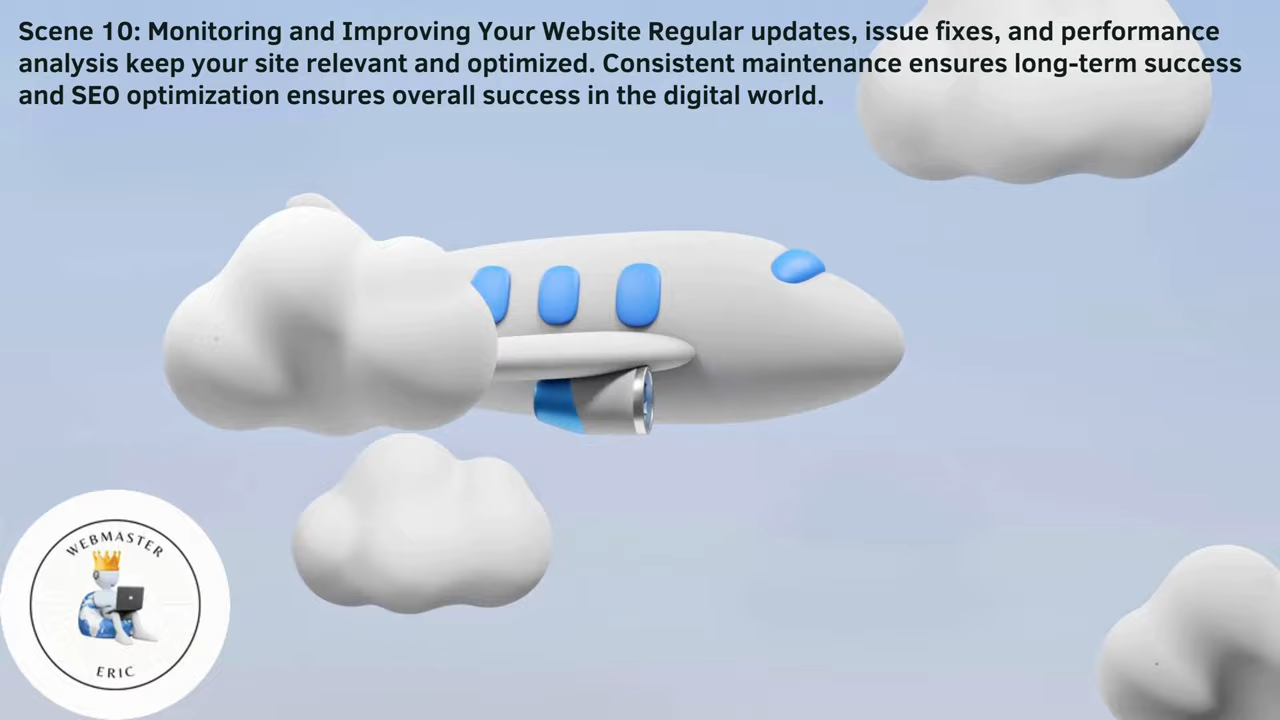 Scene 10: Monitoring and Improving Your Website Regular updates, issue fixes, and performance
analysis keep your site relevant and optimized. Consistent maintenance ensures long-term success
and SEO optimization ensures overall success in the digital world.
WEBMASTER
ERIC